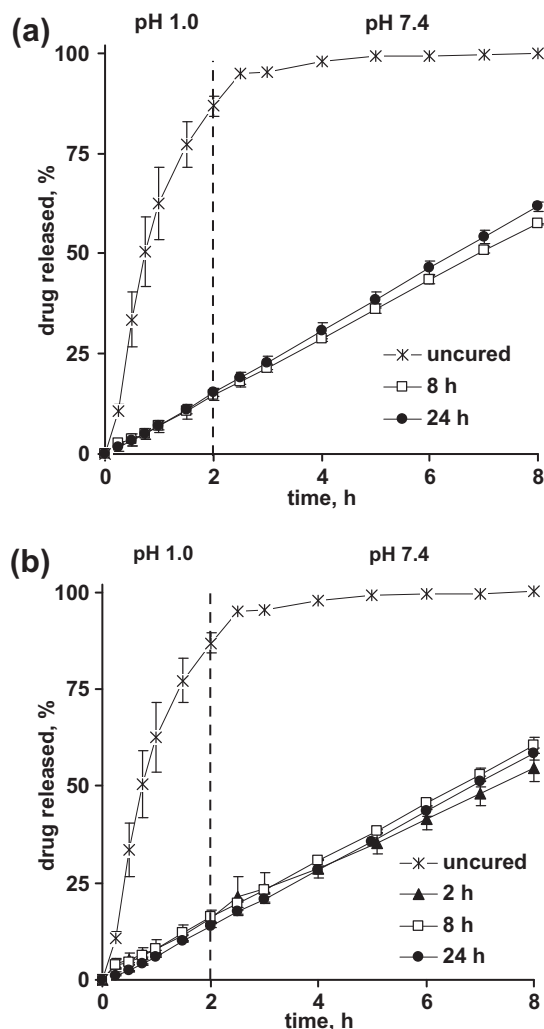 (a)
pH 1.0 pH 7.4
100
75
50
25
0
drug released, %
uncured
8 h
24 h
0 2 4 6 8
time, h
(b)
pH 1.0 pH 7.4
100
75
50
25
0
drug released, %
uncured
2 h
8 h
24 h
0 2 4 6 8
time, h